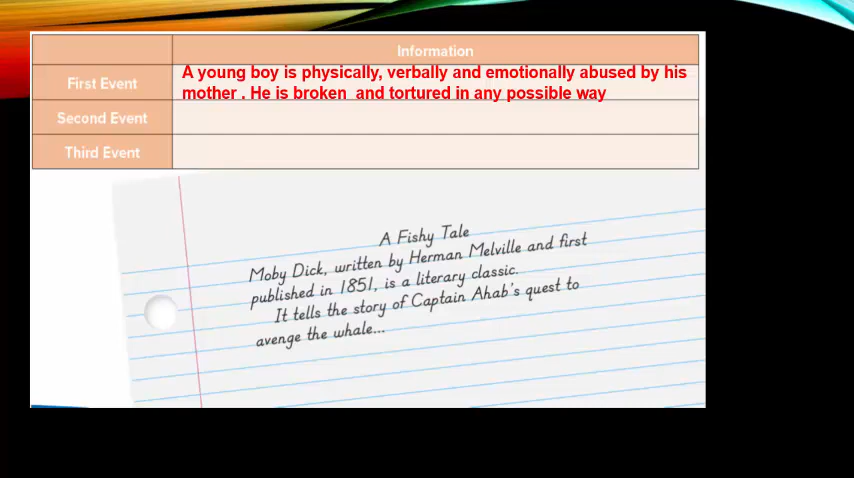 Information
First Event
A young boy is physically, verbally and emotionally abused by his
mother . He is broken and tortured in any possible way
Second Event
Third Event
A Fishy Tale
Moby Dick, written by Herman Melville and first
published in 1851, is a literary classic.
It tells the story of Captain Ahab's quest to
avenge the whale...